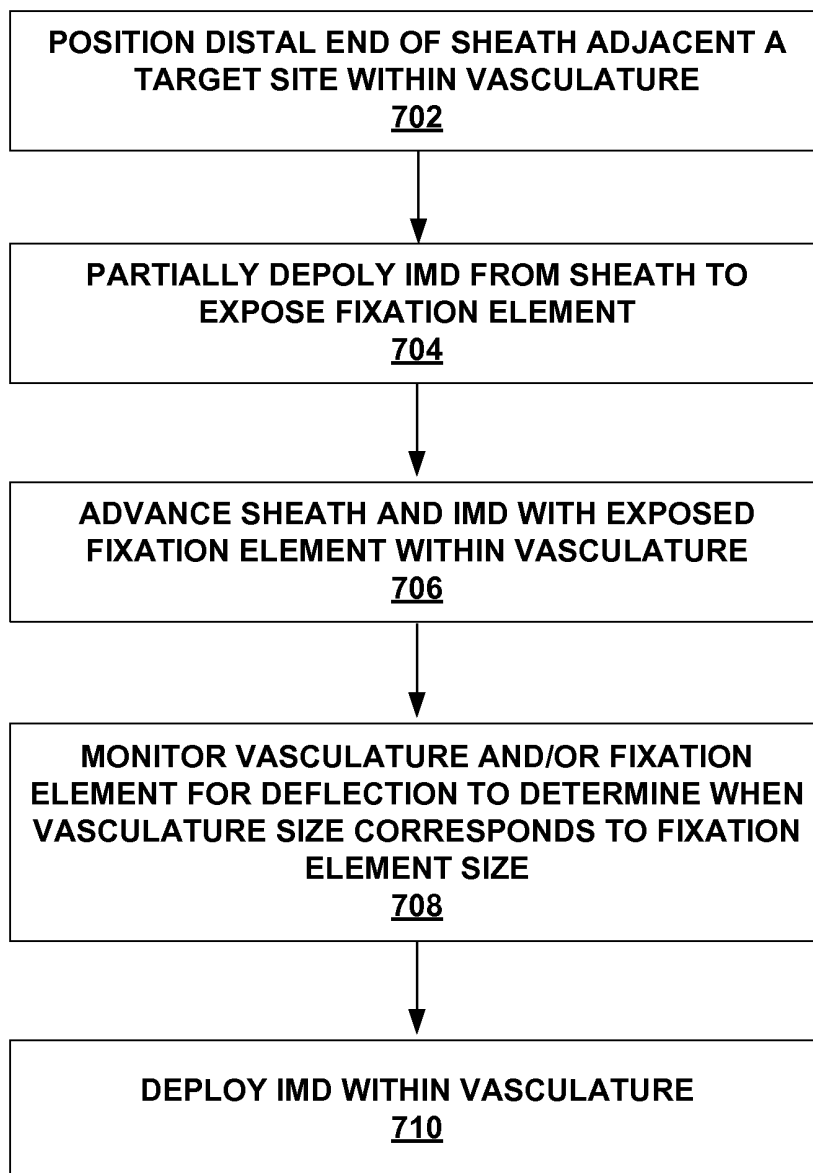 POSITION DISTAL END OF SHEATH ADJACENT A
TARGET SITE WITHIN VASCULATURE
702
PARTIALLY DEPOLY IMD FROM SHEATH TO
EXPOSE FIXATION ELEMENT
704
ADVANCE SHEATH AND IMD WITH EXPOSED
FIXATION ELEMENT WITHIN VASCULATURE
706
MONITOR VASCULATURE AND/OR FIXATION
ELEMENT FOR DEFLECTION TO DETERMINE WHEN
VASCULATURE SIZE CORRESPONDS TO FIXATION
ELEMENT SIZE
708
DEPLOY IMD WITHIN VASCULATURE
710